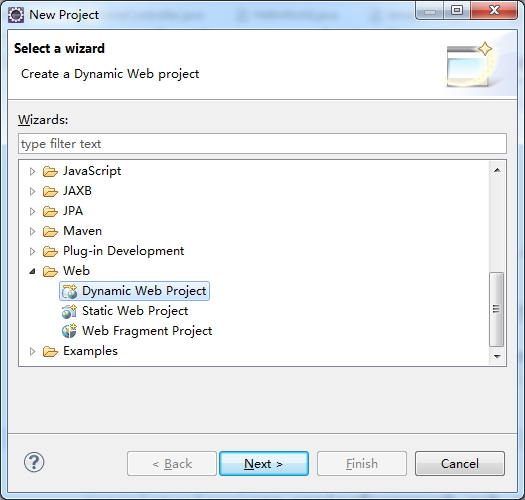 New Project
Select a wizard
Create a Dynamic Web project
Wizards:
type filter text
JavaScript
JAXB
JPA
Maven
Plug-in Development
Web
Dynamic Web Project
Static Web Project
Web Fragment Project
Examples
?
< Back
Next >
Finish
Cancel